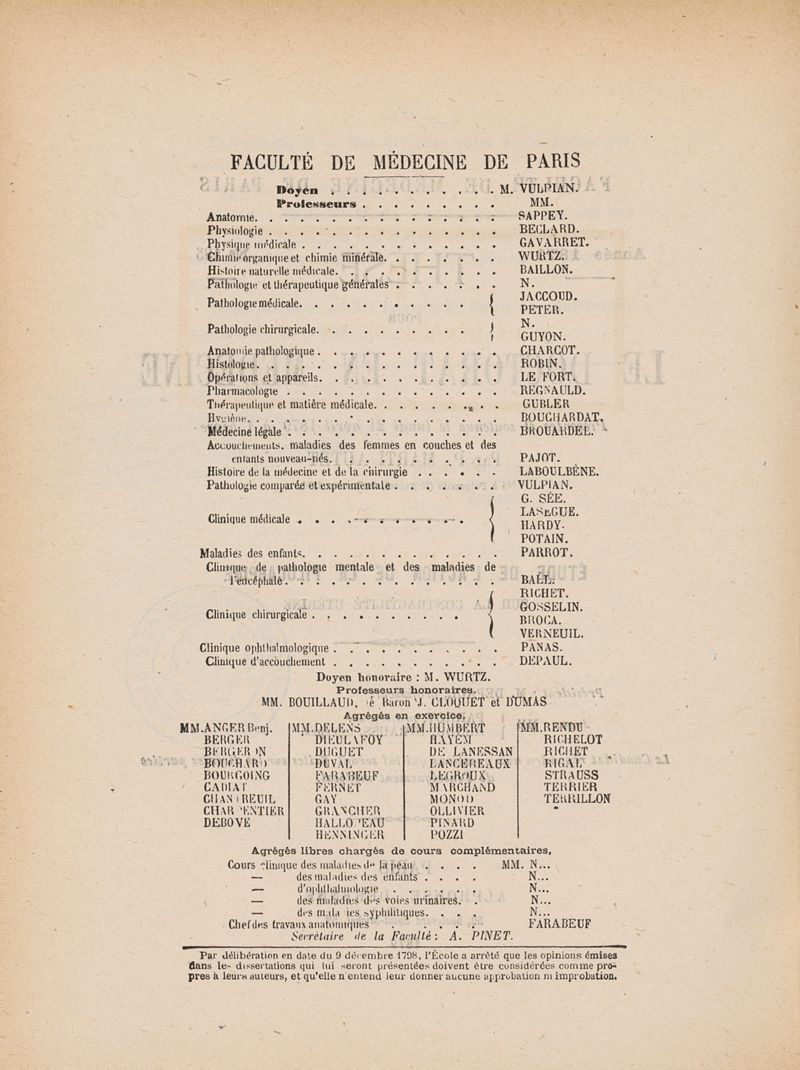 FACULTÉ DE MÉDECINE DE PARIS
Doyen . . . . . . . . . . M. VULPIAN.
Professeurs . . . . . . . . . MM.
Anatomie. . . . . . . . . . . . . . . SAPPEY.
Physiologie . . . . . . . . . . . . . . BECLARD.
Physique médicale . . . . . . . . . . . . GAVARRET.
Chimie organique et chimie minérale. . . . . . . WURTZ.
Histoire naturelle médicale. . . . . . . . . . BAILLON.
Pathologie et thérapeutique générales . . . . . . N.
Pathologie médicale. . . . . . . . . . { JACCOUD.
PETER.
Pathologie chirurgicale. . . . . . . . . } N.
GUYON.
Anatomie pathologique . . . . . . . . . . . CHARCOT.
Histologie. . . . . . . . . . . . . . . ROBIN.
Opérations et appareils. . . . . . . . . . . LE FORT.
Pharmacologie . . . . . . . . . . . . . REGNAULD.
Thérapeutique et matière médicale. . . . . . . . GUBLER
Hygiène. . . . . . . . . . . . . . . BOUCHARDAT.
Médecine légale . . . . . . . . . . . . . BROUARDEL.
Accouchements, maladies des femmes en couches et des
enfants nouveau-nés. . . . . . . . . . . PAJOT.
Histoire de la médecine et de la chirurgie . . . . . LABOULBÈNE.
Pathologie comparée et expérimentale . . . . . . VULPIAN.
Clinique médicale . . . . . . . . . . { G. SÉE.
LASEGUE.
HARDY.
POTAIN.
Maladies des enfants. . . . . . . . . . . . PARROT.
Clinique de pathologie mentale et des maladies de
l'encéphale. . . . . . . . . . . . . BALL.
Clinique chirurgicale . . . . . . . . . } RICHET.
GOSSELIN.
BROCA.
VERNEUIL.
Clinique ophthalmologique . . . . . . . . . . PANAS.
Clinique d'accouchement . . . . . . . . . . DEPAUL.
Doyen honoraire : M. WURTZ.
Professeurs honoraires.
MM. BOUILLAUD, Baron J. CLOQUET et DUMAS
Agrégés en exercice.
MM. ANGER Benj.
BERGER
BERGERON
BOUCHARD
BOURGOING
CADIAT
CHANTREUIL
CHARPENTIER
DEBOVE
MM. DELENS
DIEULAFOY
DUGUET
DUVAL
FARABEUF
FERNET
GAY
GRANCHER
HALLOPEAU
HENNINGER
MM. HUMBERT
HAYEM
DE LANESSAN
LANCEREAUX
LEGROUX
MARCHAND
MONOD
OLLIVIER
PINARD
POZZI
MM. RENDU
RICHELOT
RICHET
RIGAL
STRAUSS
TERRIER
TERRILLON
Agrégés libres chargés de cours complémentaires.
Cours clinique des maladies de la peau . . . . MM. N...
— des maladies des enfants . . . . N...
— d'ophthalmologie . . . . . . N...
— des maladies des voies urinaires. . N...
— des maladies syphilitiques. . . . N...
Chef des travaux anatomiques . . . . . FARABEUF
Secrétaire de la Faculté : A. PINET.
Par délibération en date du 9 décembre 1798, l'École a arrêté que les opinions émises
dans les dissertations qui lui seront présentées doivent être considérées comme pro-
pres à leurs auteurs, et qu'elle n'entend leur donner aucune approbation ni improbation.